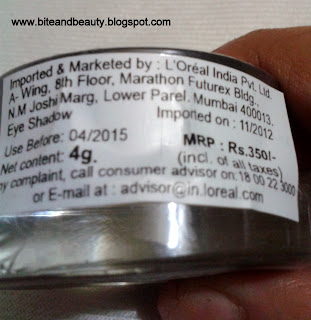 www.biteandbeauty.blogspot.com
Imported & Marketed by : L'Oréal India Pvt. Ltd.
A- Wing, 8th Floor, Marathon Futurex Bldg.,
N.M Joshi Marg, Lower Parel. Mumbai 400013.
Eye Shadow Imponed on : 11/2012
Use Before: 04/2015 MRP : Rs.350/-
Net content: 4g. (incl. of all taxes)
complaint, call consumer advisor on:18 00 22 3000
or E-mail at : advisor@in.loreal.com